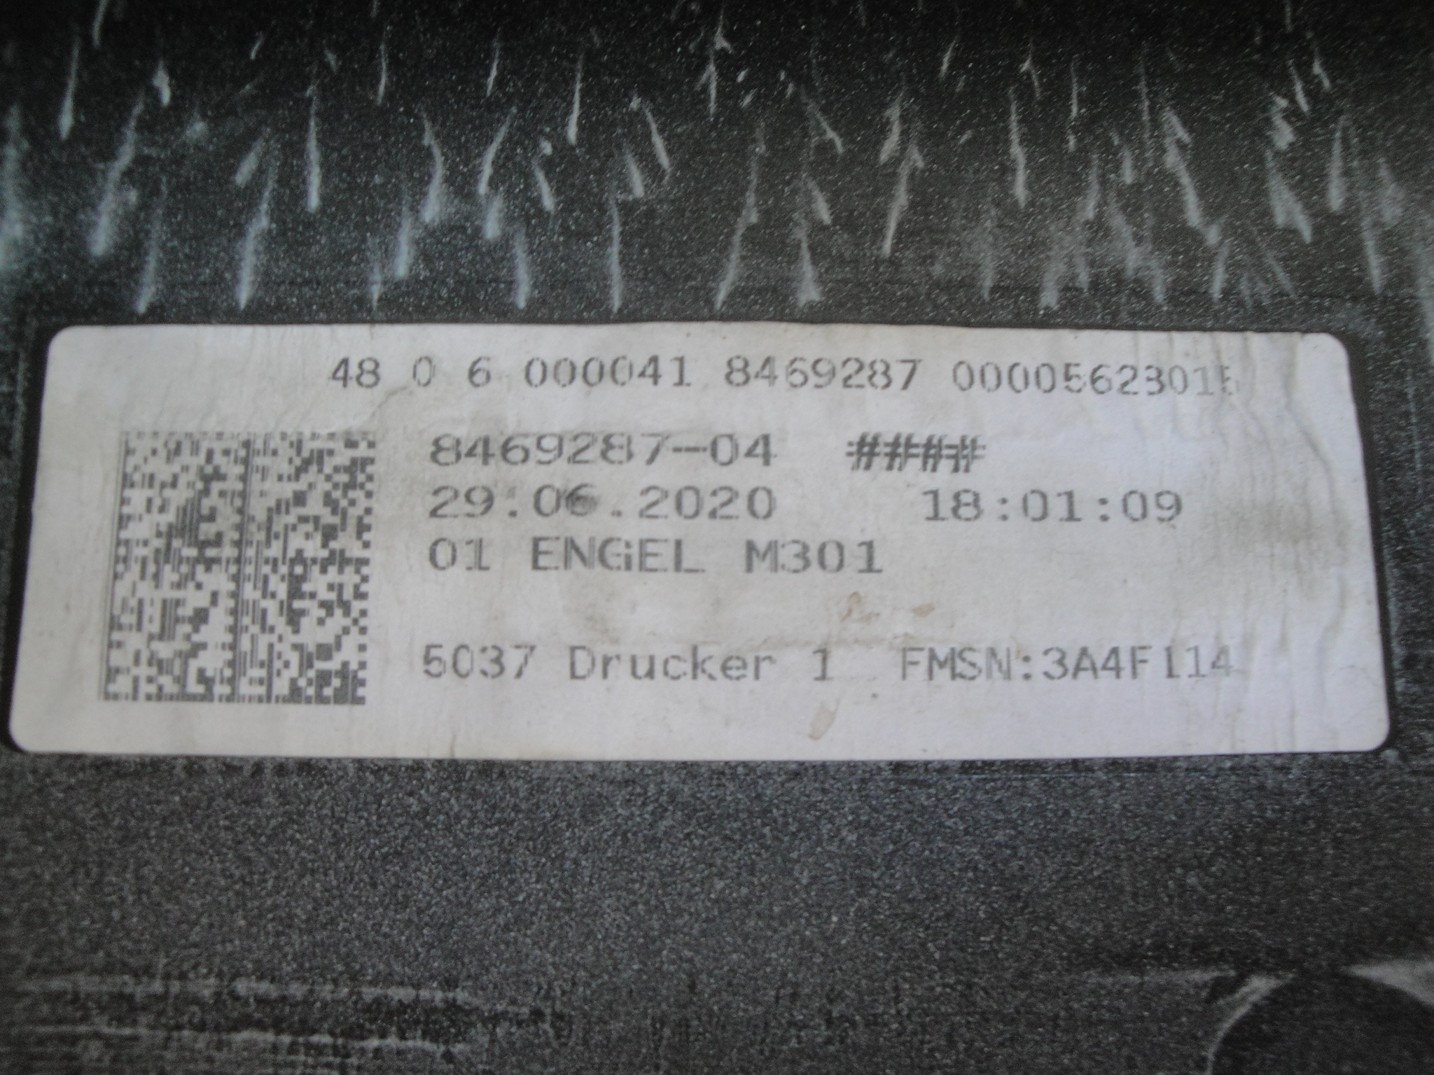 48 0 6 000041 8469287 00005623015
8469287-04 ####
29.06.2020 18:01:09
01 ENGEL M301
5037 Drucker 1 FMSN:3A4F114